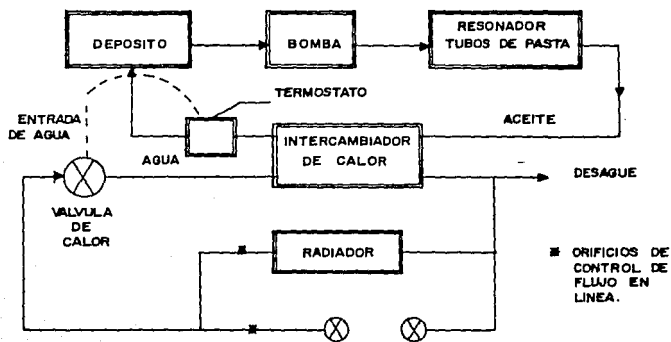 DEPOSITO
BOMBA
RESONADOR
TUBOS DE PASTA
TERMOSTATO
ENTRADA
DE AGUA
ACEITE
AGUA
INTERCAMBIADOR
DE CALOR
DESAGUE
VALVULA
DE
CALOR
RADIADOR
* ORIFICIOS DE
CONTROL DE
FLUJO EN
LINEA.